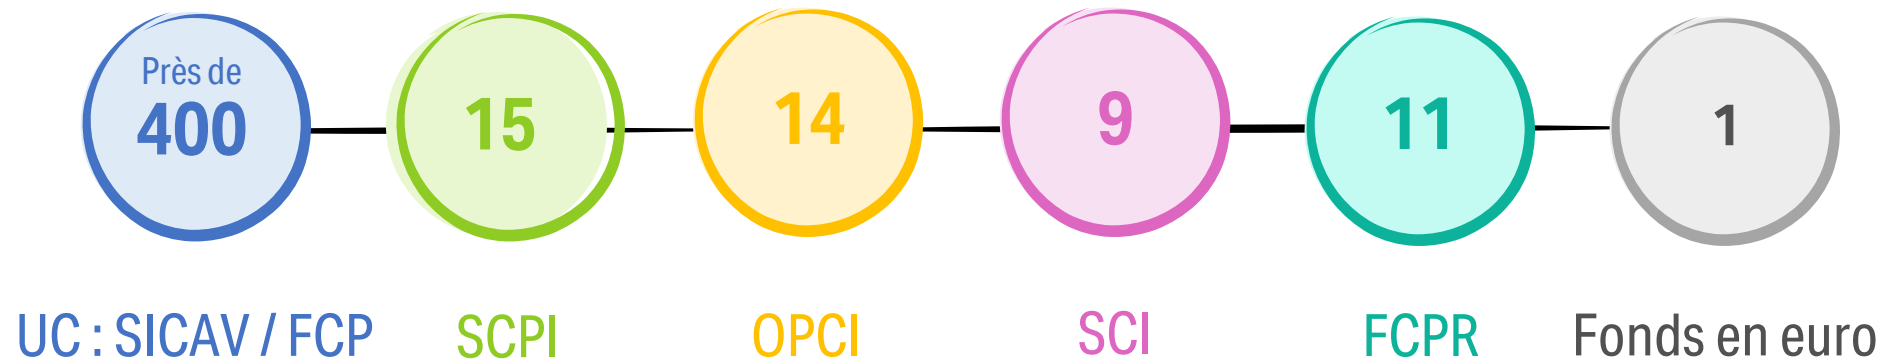 Près de
400
15
14
9
11
1
UC : SICAV / FCP
SCPI
OPCI
SCI
FCPR
Fonds en euro